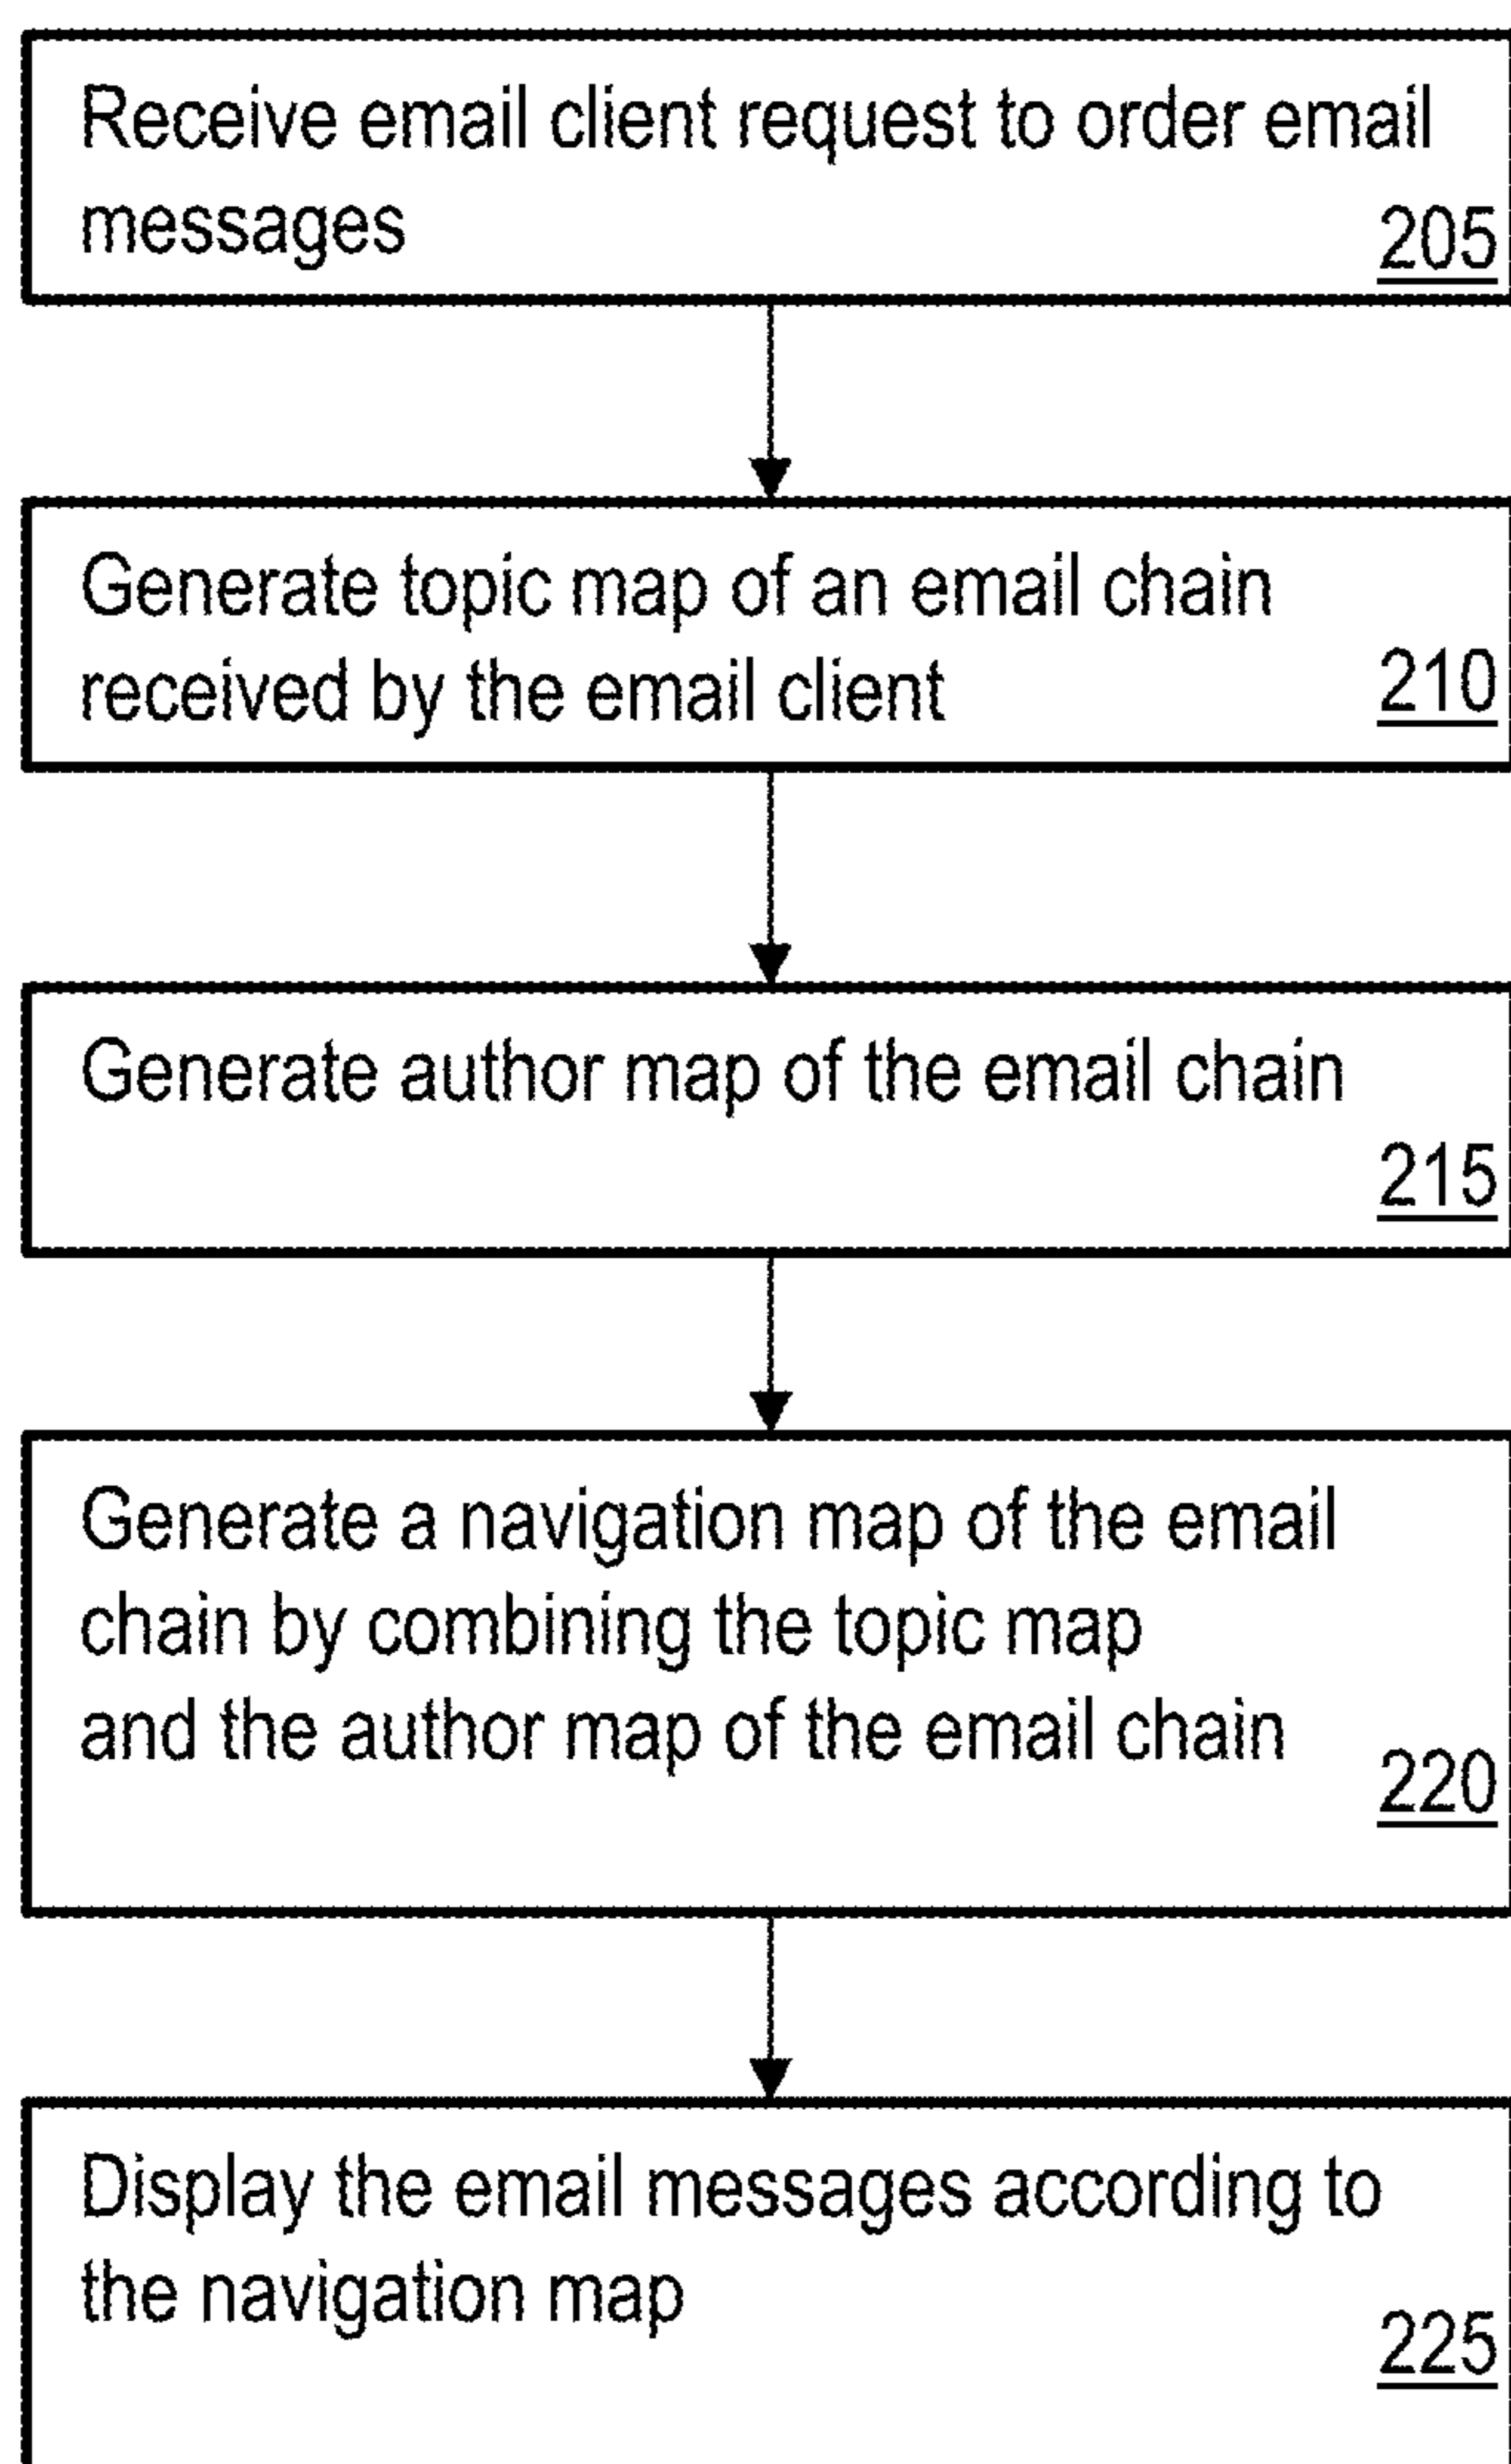 Receive email client request to order email
messages
205
Generate topic map of an email chain
received by the email client
210
Generate author map of the email chain
215
Generate a navigation map of the email
chain by combining the topic map
and the author map of the email chain
220
Display the email messages according to
the navigation map
225